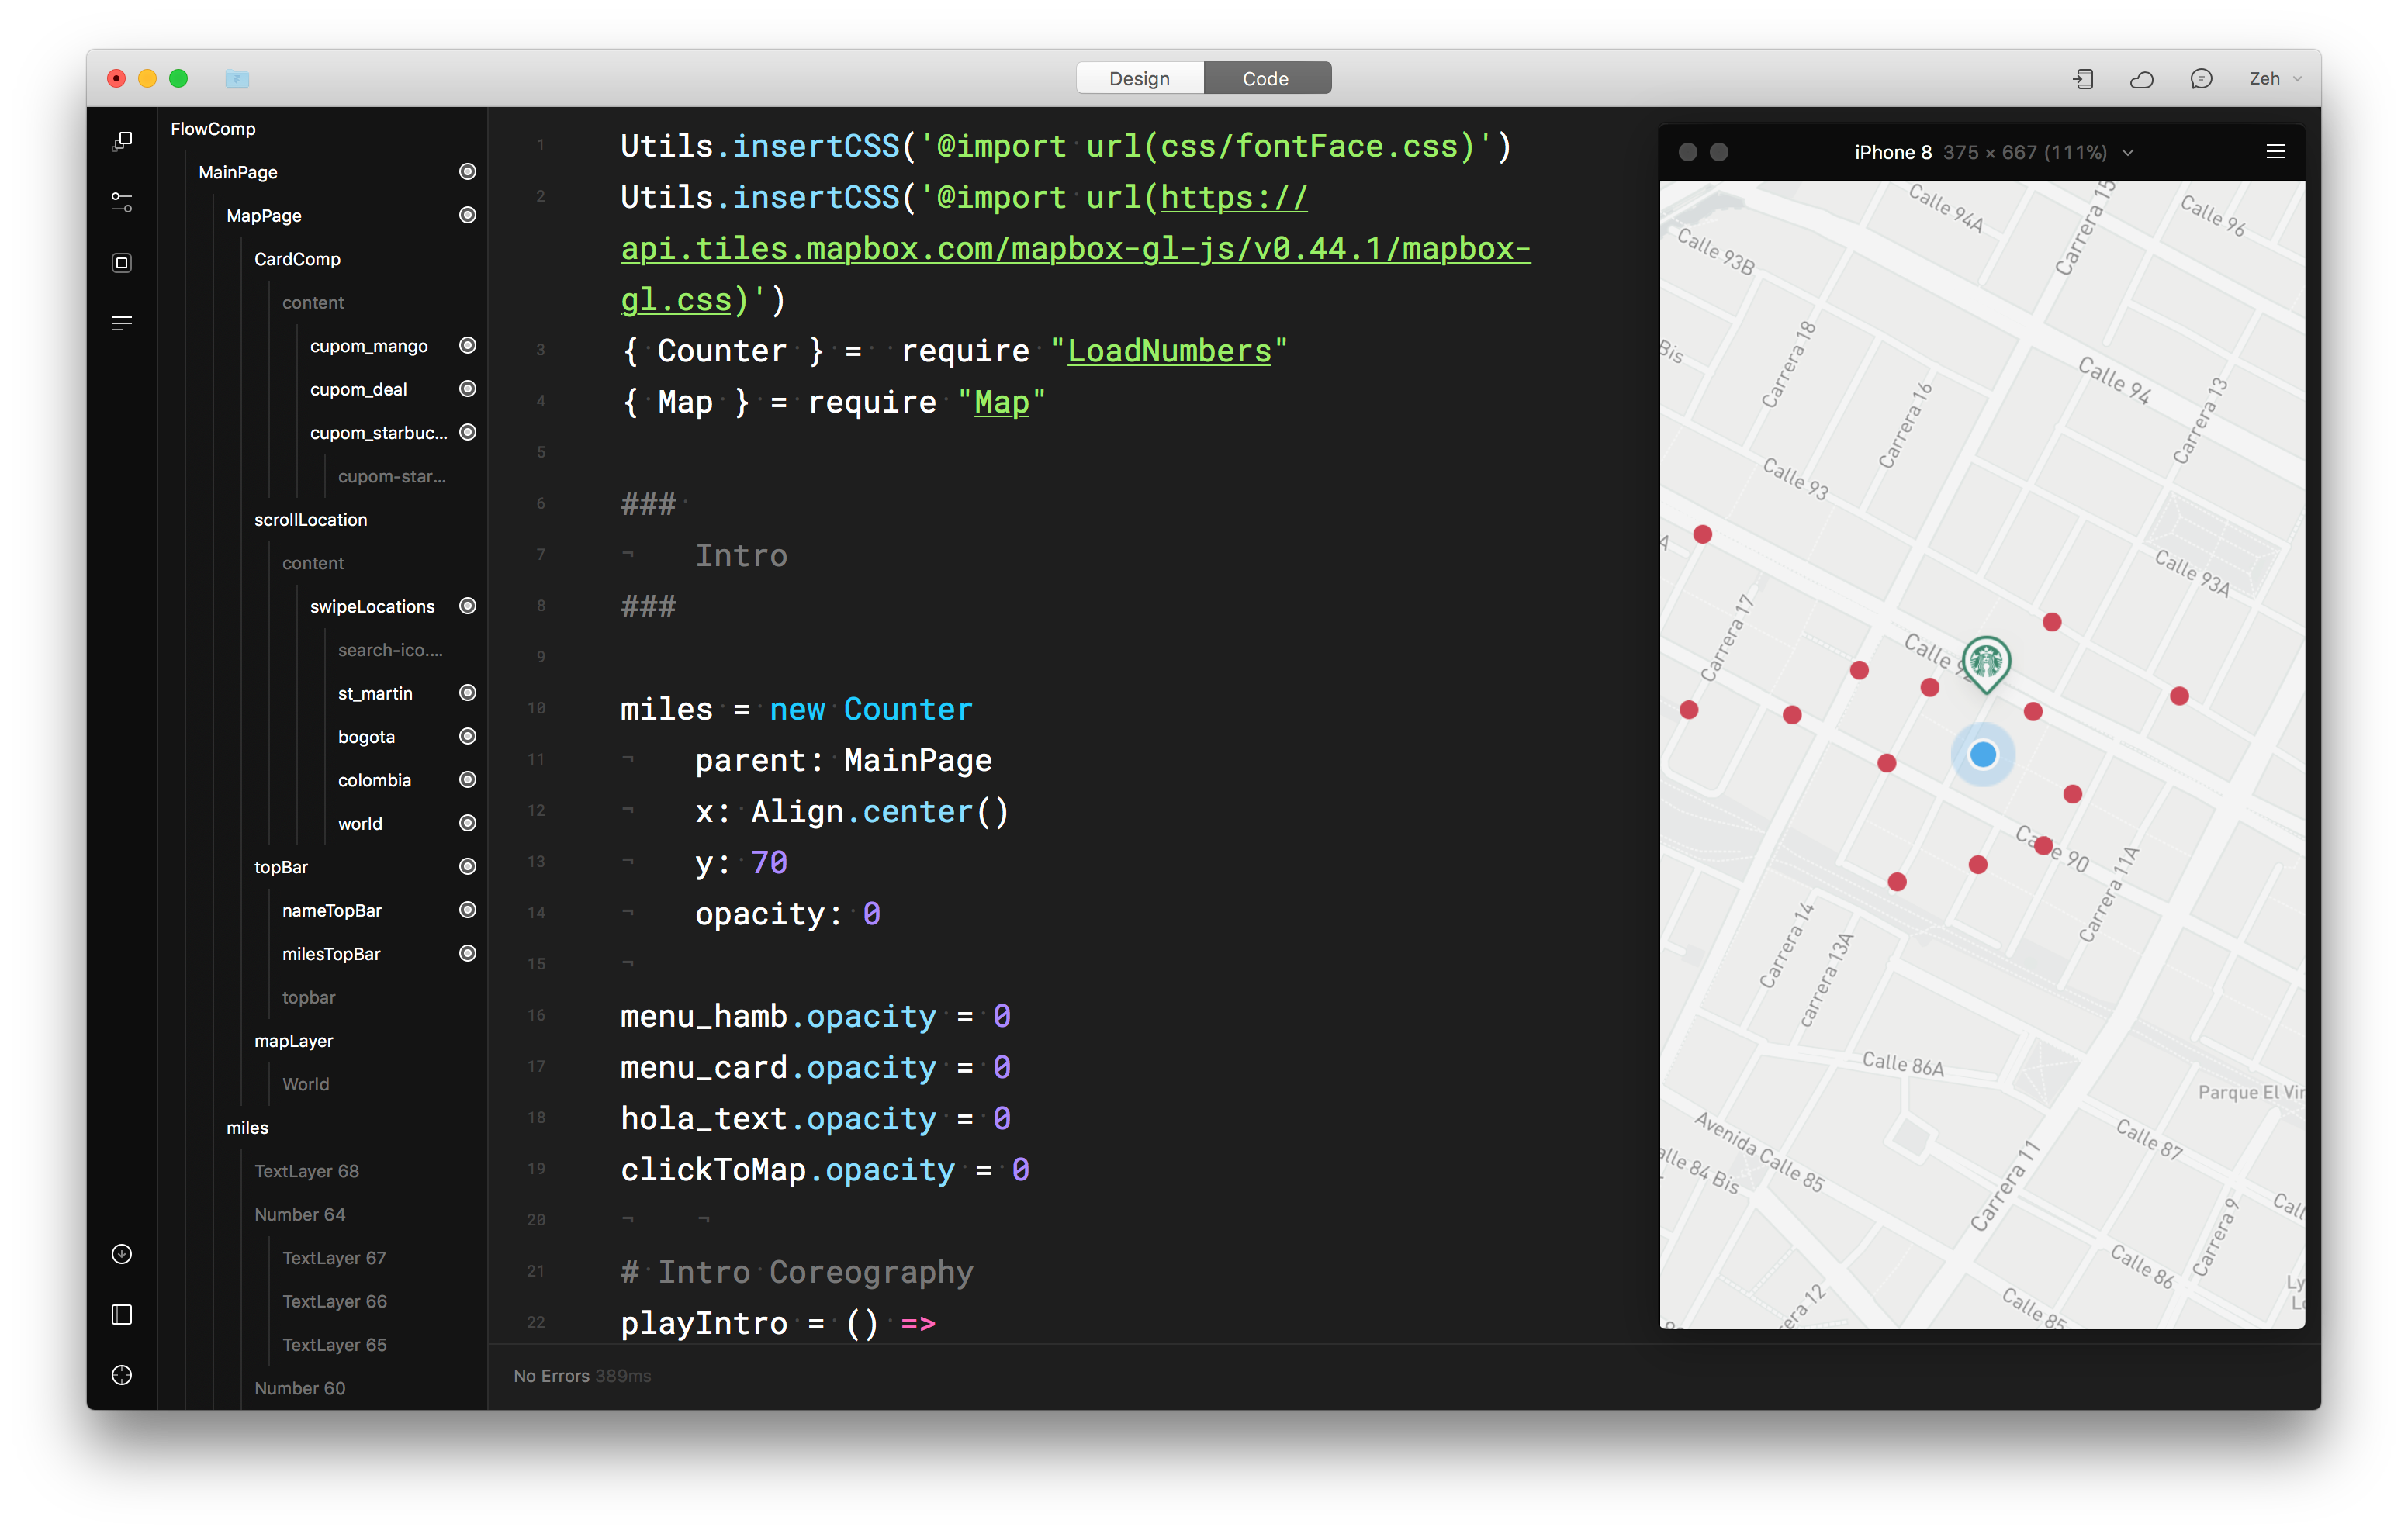 Design
Code
Zeh
FlowComp
MainPage
MapPage
CardComp
content
cupom_mango
cupom_deal
cupom_starbuc...
cupom-star...
scrollLocation
content
swipeLocations
search-ico....
st_martin
bogota
colombia
world
topBar
nameTopBar
milesTopBar
topbar
mapLayer
World
miles
TextLayer 68
Number 64
TextLayer 67
TextLayer 66
TextLayer 65
Number 60
1 Utils.insertCSS('@import url(css/fontFace.css)')
2 Utils.insertCSS('@import url(https://
api.tiles.mapbox.com/mapbox-gl-js/v0.44.1/mapbox-
gl.css)')
3 { Counter } =  require "LoadNumbers"
4 { Map } = require "Map"
5
6 ###
7 ¬ Intro
8 ###
9
10 miles = new Counter
11 ¬ parent: MainPage
12 ¬ x: Align.center()
13 ¬ y: 70
14 ¬ opacity: 0
15 ¬
16 menu_hamb.opacity = 0
17 menu_card.opacity = 0
18 hola_text.opacity = 0
19 clickToMap.opacity = 0
20 ¬ ¬
21 # Intro Coreography
22 playIntro = () =>
No Errors 389ms
iPhone 8 375 × 667 (111%)
Calle 94A
Carrera 15
Calle 96
Calle 93B
Bis
Carrera 18
Carrera 16
Calle 94
Carrera 13
Calle 93
A
Calle 93A
Carrera 17
Calle 92
Calle 90
Carrera 11A
Carrera 14
carrera 13A
Calle 86A
Parque El Vir
Avenida Calle 85
Calle 87
alle 84 Bis
Carrera 11
Carrera 9
Call
Calle 86
Ly
Calle 85
rera 12